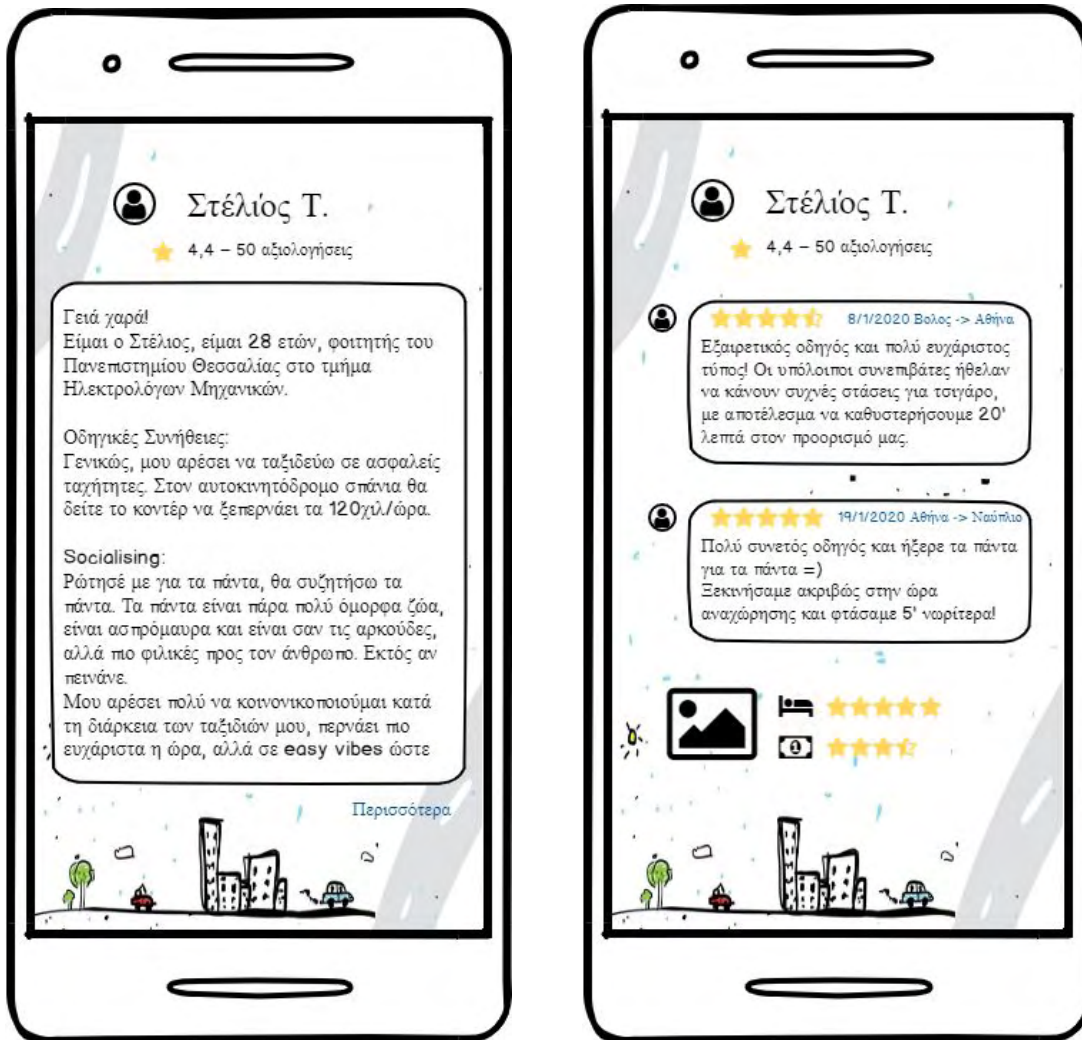 Στέλιος Τ.
4,4 – 50 αξιολογήσεις
Γειά χαρά!
Είμαι ο Στέλιος, είμαι 28 ετών, φοιτητής του
Πανεπιστημίου Θεσσαλίας στο τμήμα
Ηλεκτρολόγων Μηχανικών.
Οδηγικές Συνήθειες:
Γενικώς, μου αρέσει να ταξιδεύω σε ασφαλείς
ταχήτητες. Στον αυτοκινητόδρομο σπάνια θα
δείτε το κοντέρ να ξεπερνάει τα 120χιλ/ώρα.
Socialising:
Ρώτησέ με για τα πάντα, θα συζητήσω τα
πάντα. Τα πάντα είναι πάρα πολύ όμορφα ζώα,
είναι ασπρόμαυρα και είναι σαν τις αρκούδες,
αλλά πιο φιλικές προς τον άνθρωπο. Εκτός αν
πεινάνε.
Μου αρέσει πολύ να κοινονικοποιούμαι κατά
τη διάρκεια των ταξιδιών μου, περνάει πιο
ευχάριστα η ώρα, αλλά σε easy vibes ώστε
Περισσότερα
Στέλιος Τ.
4,4 – 50 αξιολογήσεις
8/1/2020 Βολος -> Αθήνα
Εξαιρετικός οδηγός και πολύ ευχάριστος
τύπος! Οι υπόλοιποι συνεπιβάτες ήθελαν
να κάνουν συχνές στάσεις για τσιγάρο,
με αποτέλεσμα να καθυστερήσουμε 20'
λεπτά στον προορισμό μας.
19/1/2020 Αθήνα -> Ναύπλιο
Πολύ συνετός οδηγός και ήξερε τα πάντα
για τα πάντα =)
Ξεκινήσαμε ακριβώς στην ώρα
αναχώρησης και φτάσαμε 5' νωρίτερα!